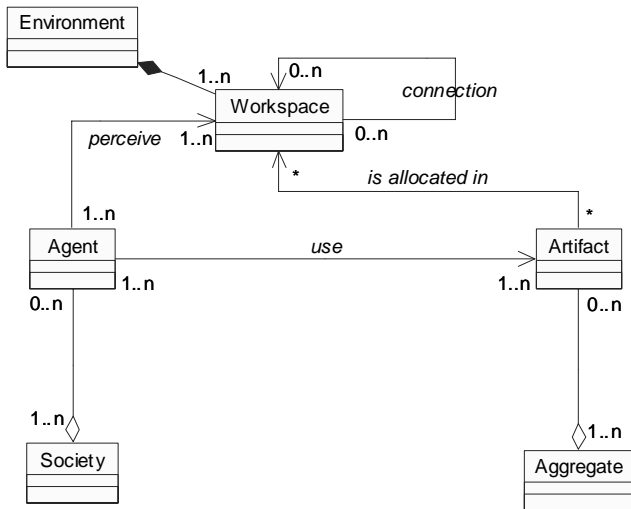 Environment
1..n
0..n
Workspace
connection
perceive
1..n
0..n
*
is allocated in
1..n
*
Agent
use
Artifact
1..n
1..n
0..n
0..n
1..n
1..n
Society
Aggregate